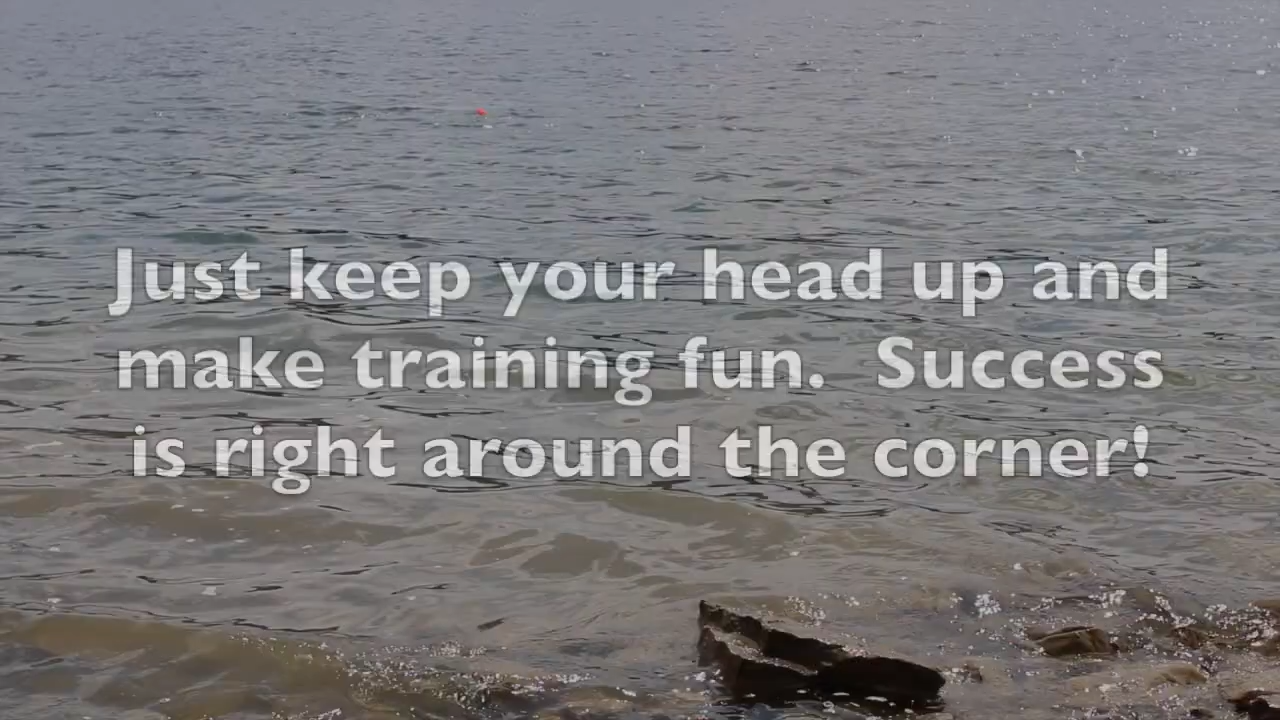 Just keep your head up and
make training fun.  Success
is right around the corner!